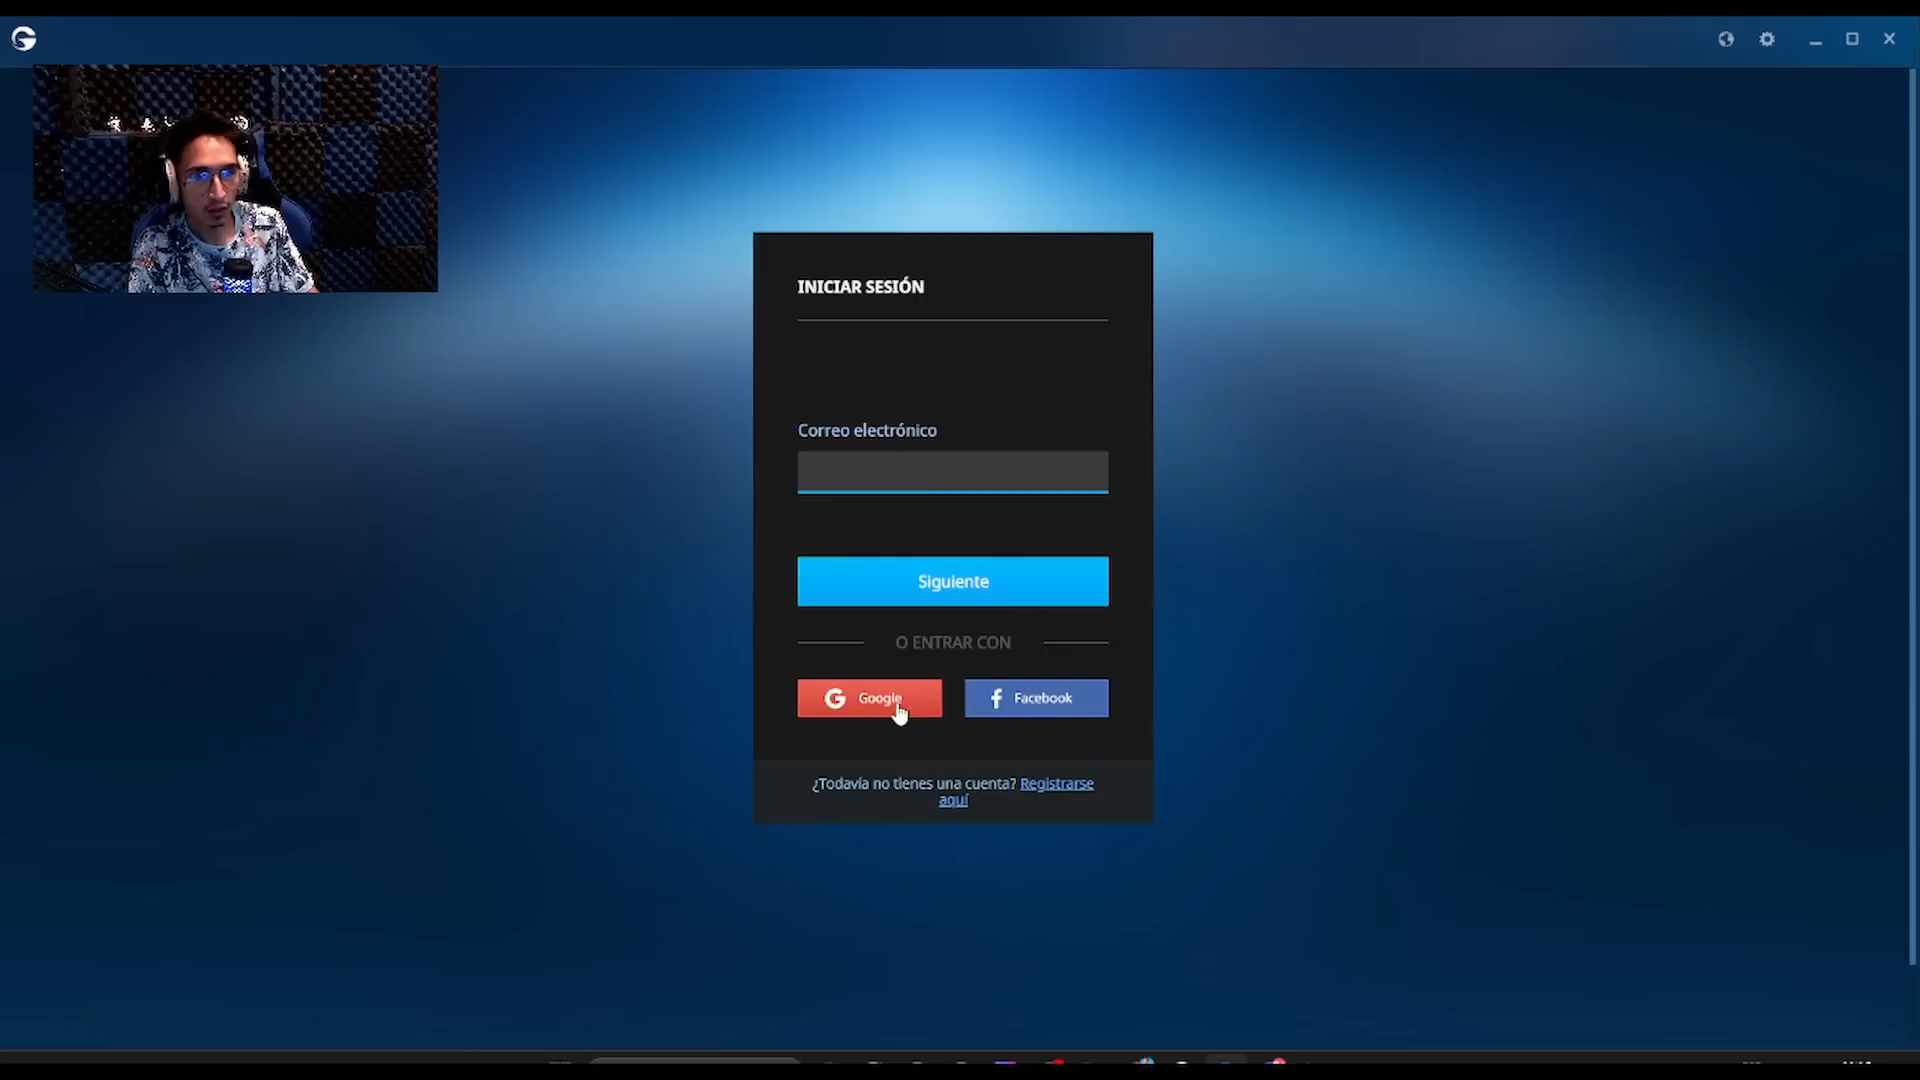 INICIAR SESIÓN
Correo electrónico
Siguiente
O ENTRAR CON
Google
Facebook
¿Todavía no tienes una cuenta? Registrarse
aquí